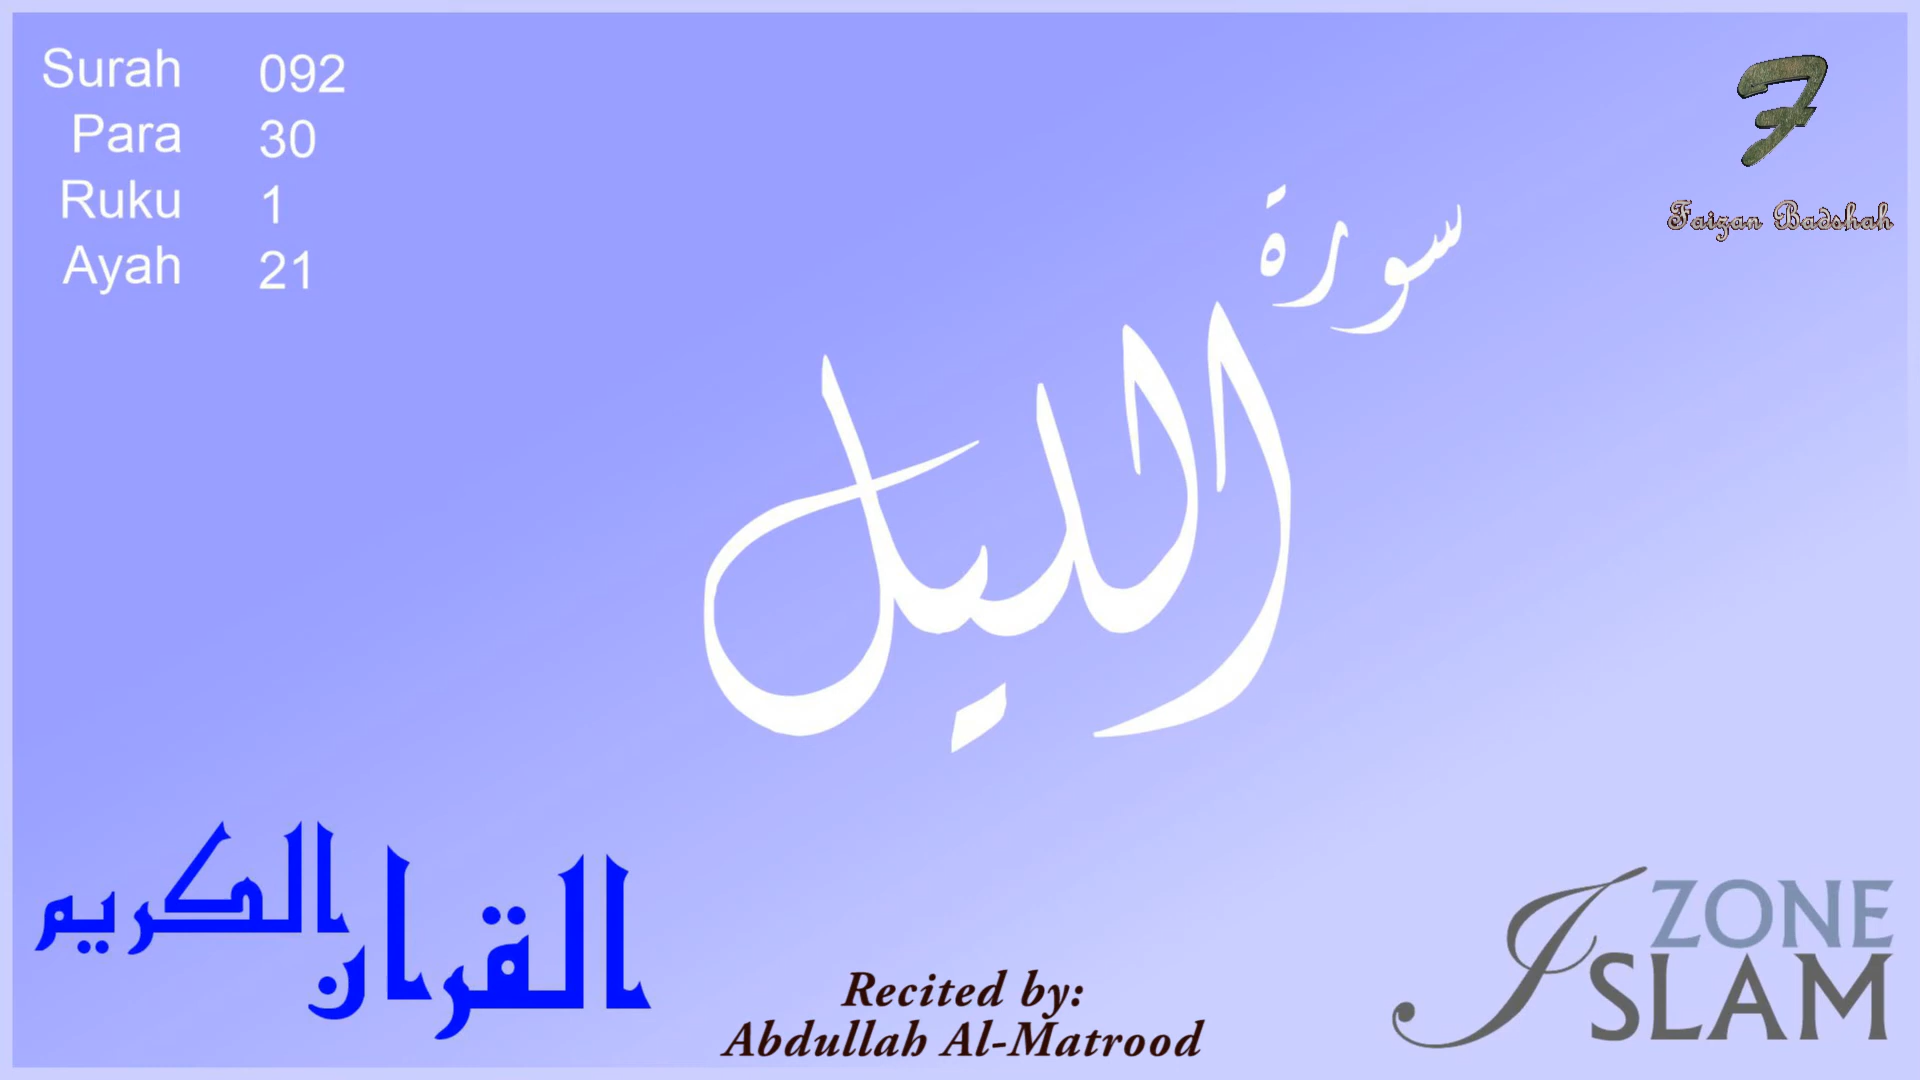 Surah 092
Para 30
Ruku 1
Ayah 21
F
Faizan Badshah
سورة
الليل
القران
الكريم
Recited by:
Abdullah Al-Matrood
ZONE
ISLAM